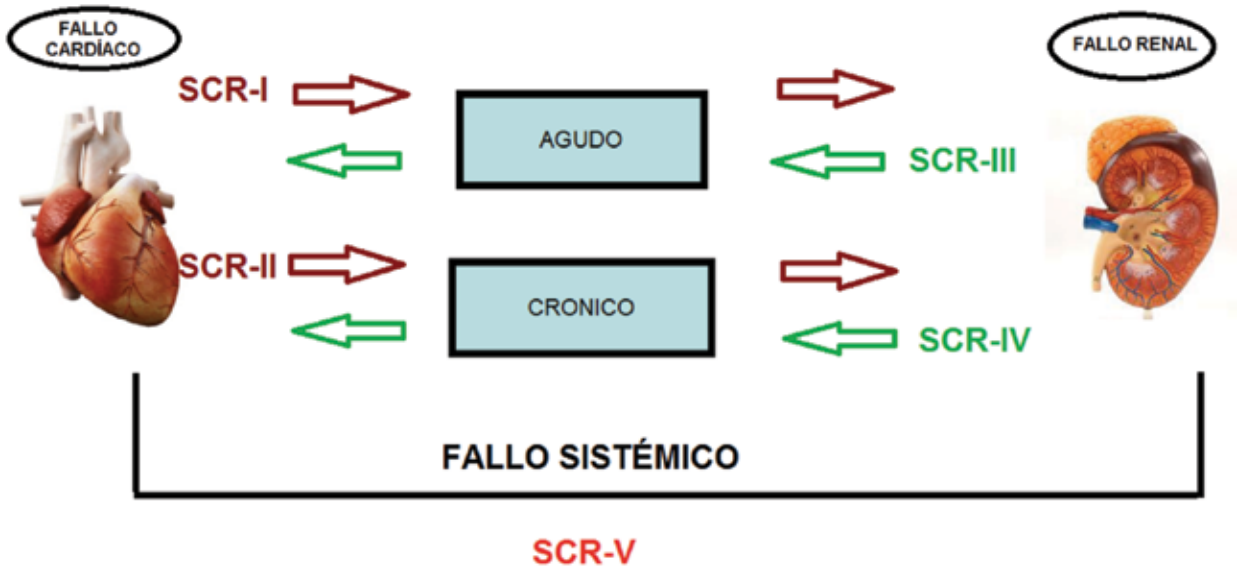 FALLO
CARDÍACO
FALLO RENAL
SCR-I
AGUDO
SCR-III
SCR-II
CRONICO
SCR-IV
FALLO SISTÉMICO
SCR-V